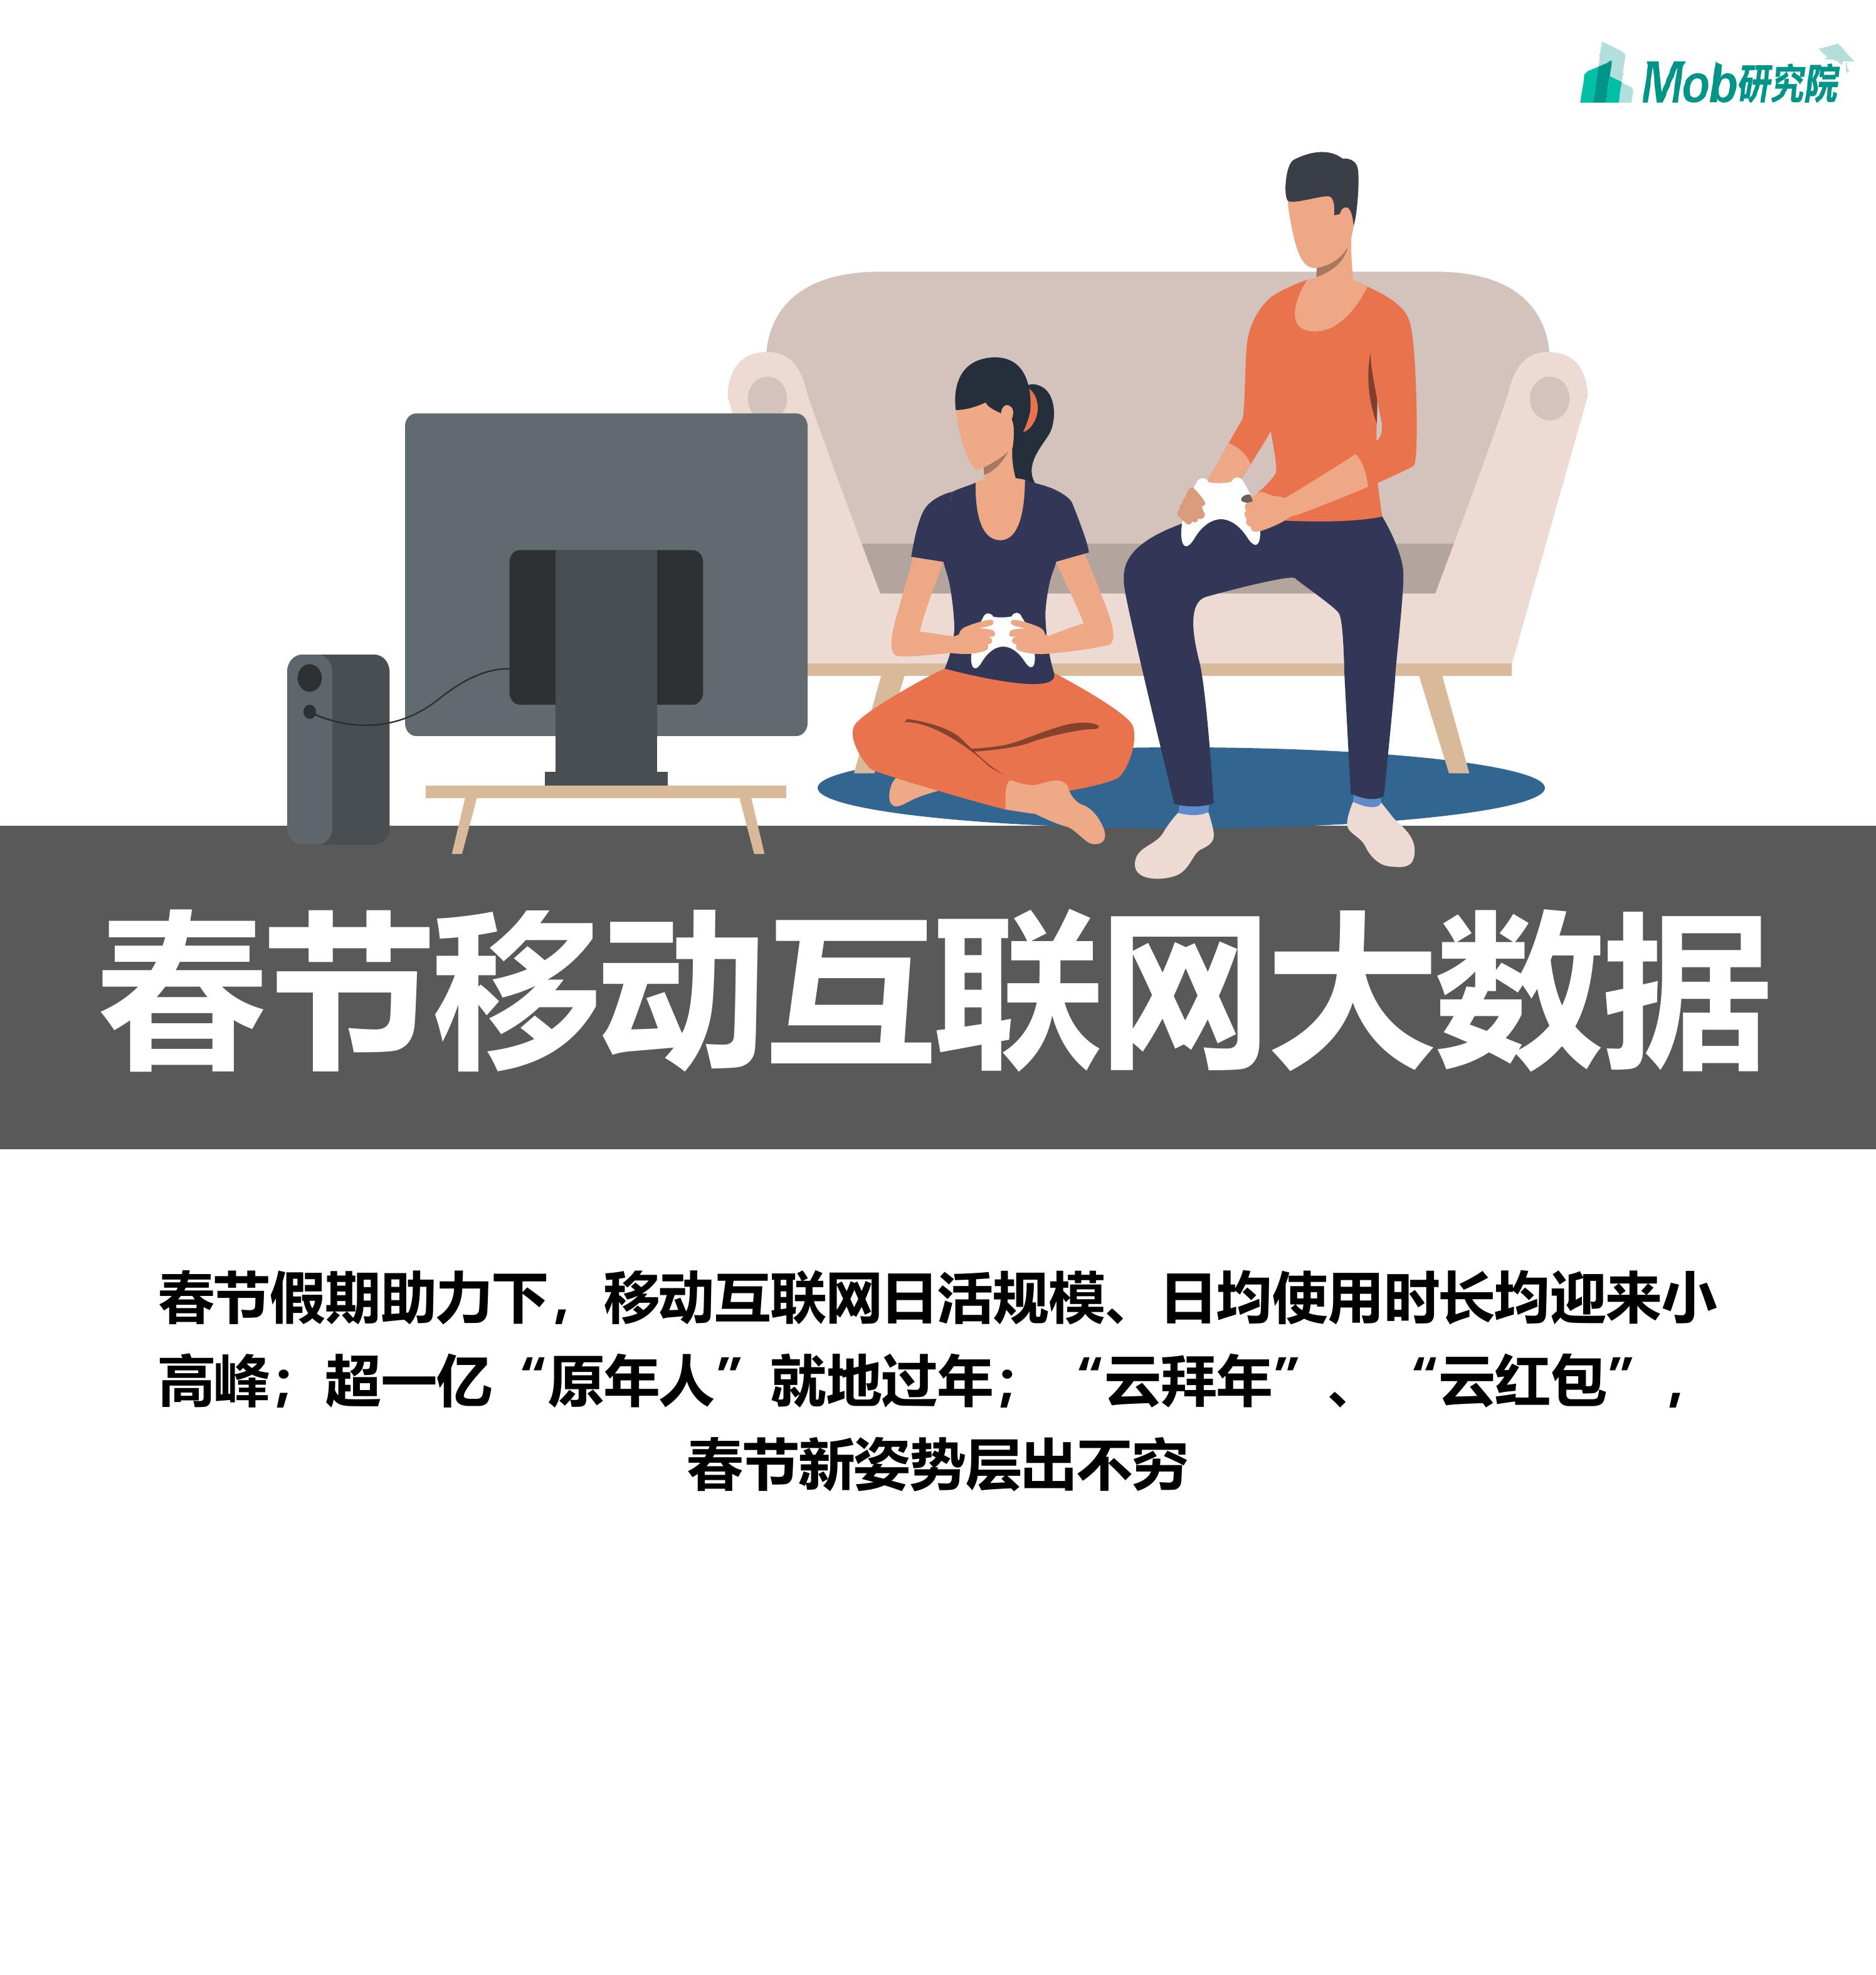 Mob研究院
春节移动互联网大数据
春节假期助力下，移动互联网日活规模、日均使用时长均迎来小
高峰；超一亿“原年人”就地过年；“云拜年”、“云红包”，
春节新姿势层出不穷